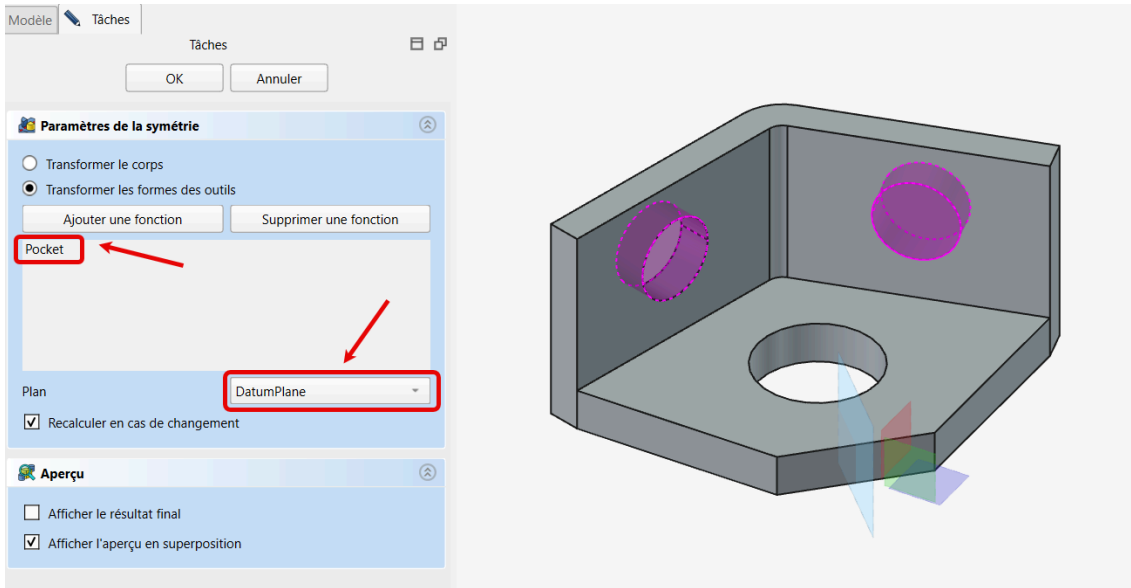 Modèle Tâches
Tâches
OK Annuler
Paramètres de la symétrie
Transformer le corps
Transformer les formes des outils
Ajouter une fonction Supprimer une fonction
Pocket
Plan DatumPlane
Recalculer en cas de changement
Aperçu
Afficher le résultat final
Afficher l'aperçu en superposition